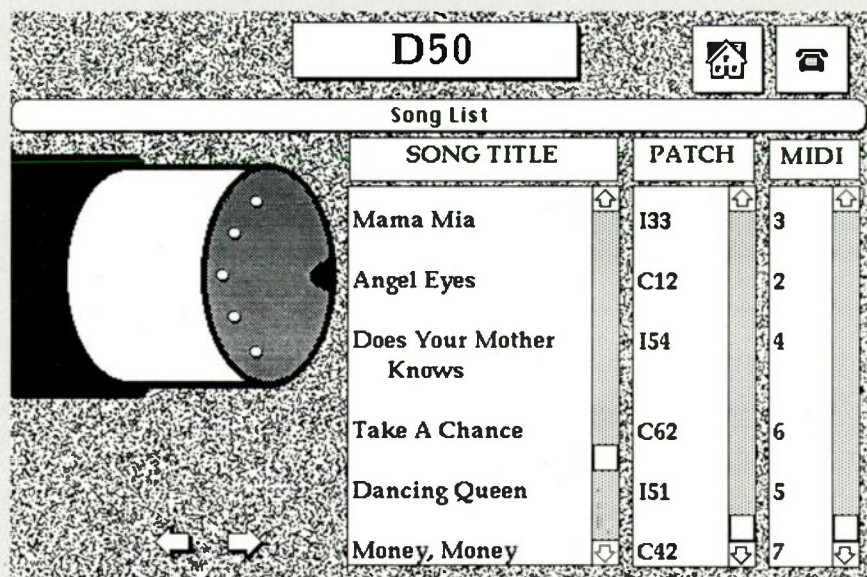 D50
Song List
SONG TITLE PATCH MIDI
Mama Mia I33 3
Angel Eyes C12 2
Does Your Mother I54 4
Knows
Take A Chance C62 6
Dancing Queen I51 5
Money, Money C42 7